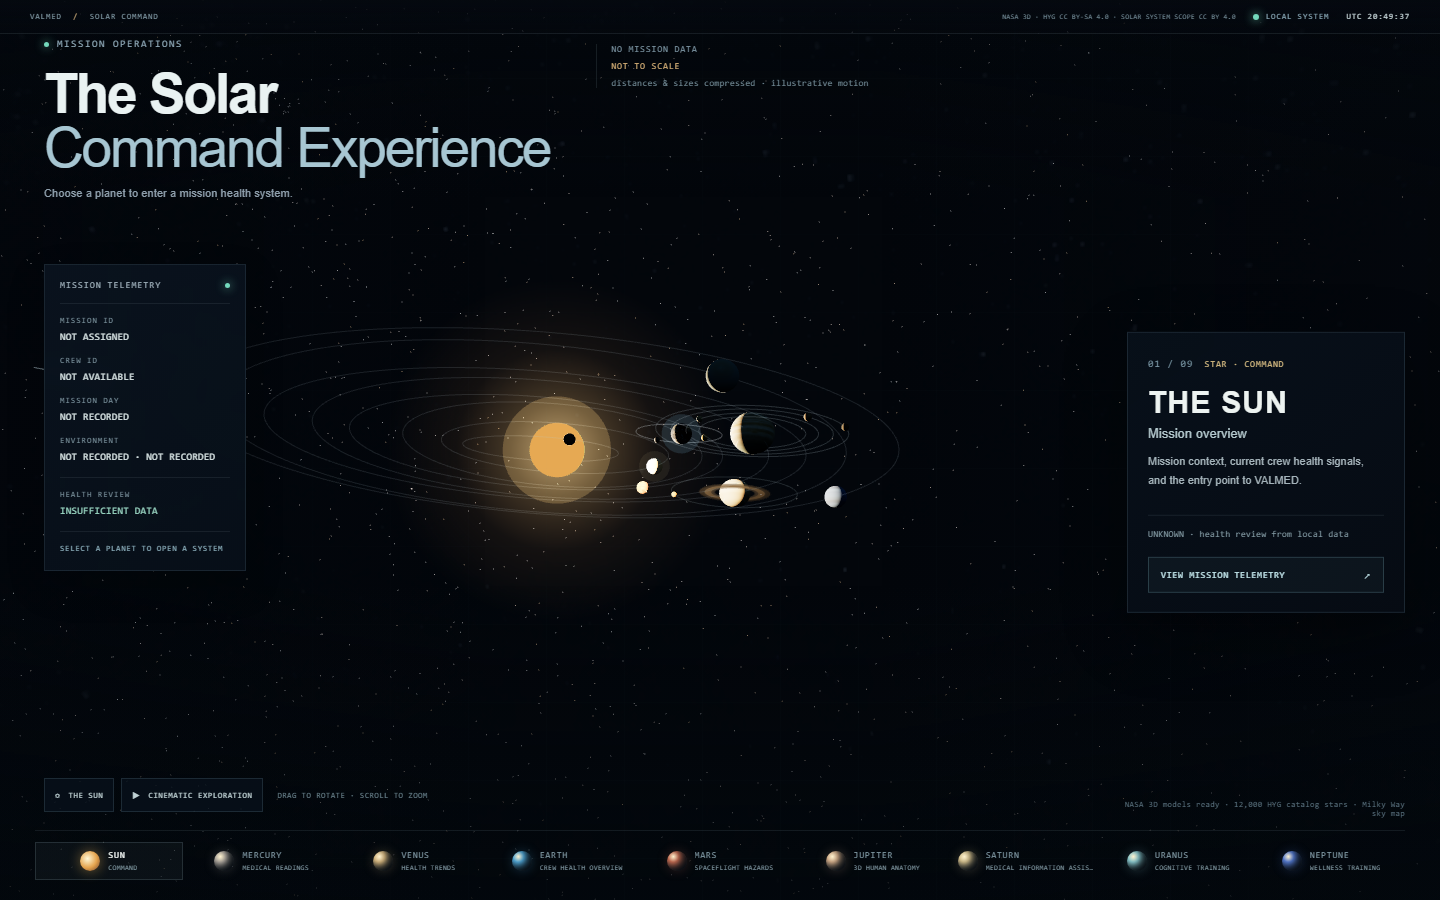 VALMED / SOLAR COMMAND
NASA 3D · HYG CC BY-SA 4.0 · SOLAR SYSTEM SCOPE CC BY 4.0
LOCAL SYSTEM
UTC 20:49:37
MISSION OPERATIONS
The Solar
Command Experience
Choose a planet to enter a mission health system.
NO MISSION DATA
NOT TO SCALE
distances & sizes compressed · illustrative motion
MISSION TELEMETRY
MISSION ID
NOT ASSIGNED
CREW ID
NOT AVAILABLE
MISSION DAY
NOT RECORDED
ENVIRONMENT
NOT RECORDED · NOT RECORDED
HEALTH REVIEW
INSUFFICIENT DATA
SELECT A PLANET TO OPEN A SYSTEM
01 / 09 STAR · COMMAND
THE SUN
Mission overview
Mission context, current crew health signals,
and the entry point to VALMED.
UNKNOWN · health review from local data
VIEW MISSION TELEMETRY ↗
THE SUN
CINEMATIC EXPLORATION
DRAG TO ROTATE · SCROLL TO ZOOM
NASA 3D models ready · 12,000 HYG catalog stars · Milky Way
sky map
SUN
COMMAND
MERCURY
MEDICAL READINGS
VENUS
HEALTH TRENDS
EARTH
CREW HEALTH OVERVIEW
MARS
SPACEFLIGHT HAZARDS
JUPITER
3D HUMAN ANATOMY
SATURN
MEDICAL INFORMATION ASSIS…
URANUS
COGNITIVE TRAINING
NEPTUNE
WELLNESS TRAINING